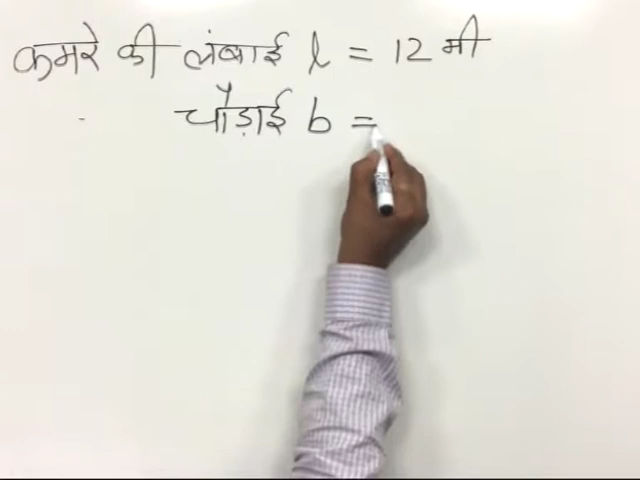 कमरे की लंबाई l = 12 मी
चौड़ाई b =